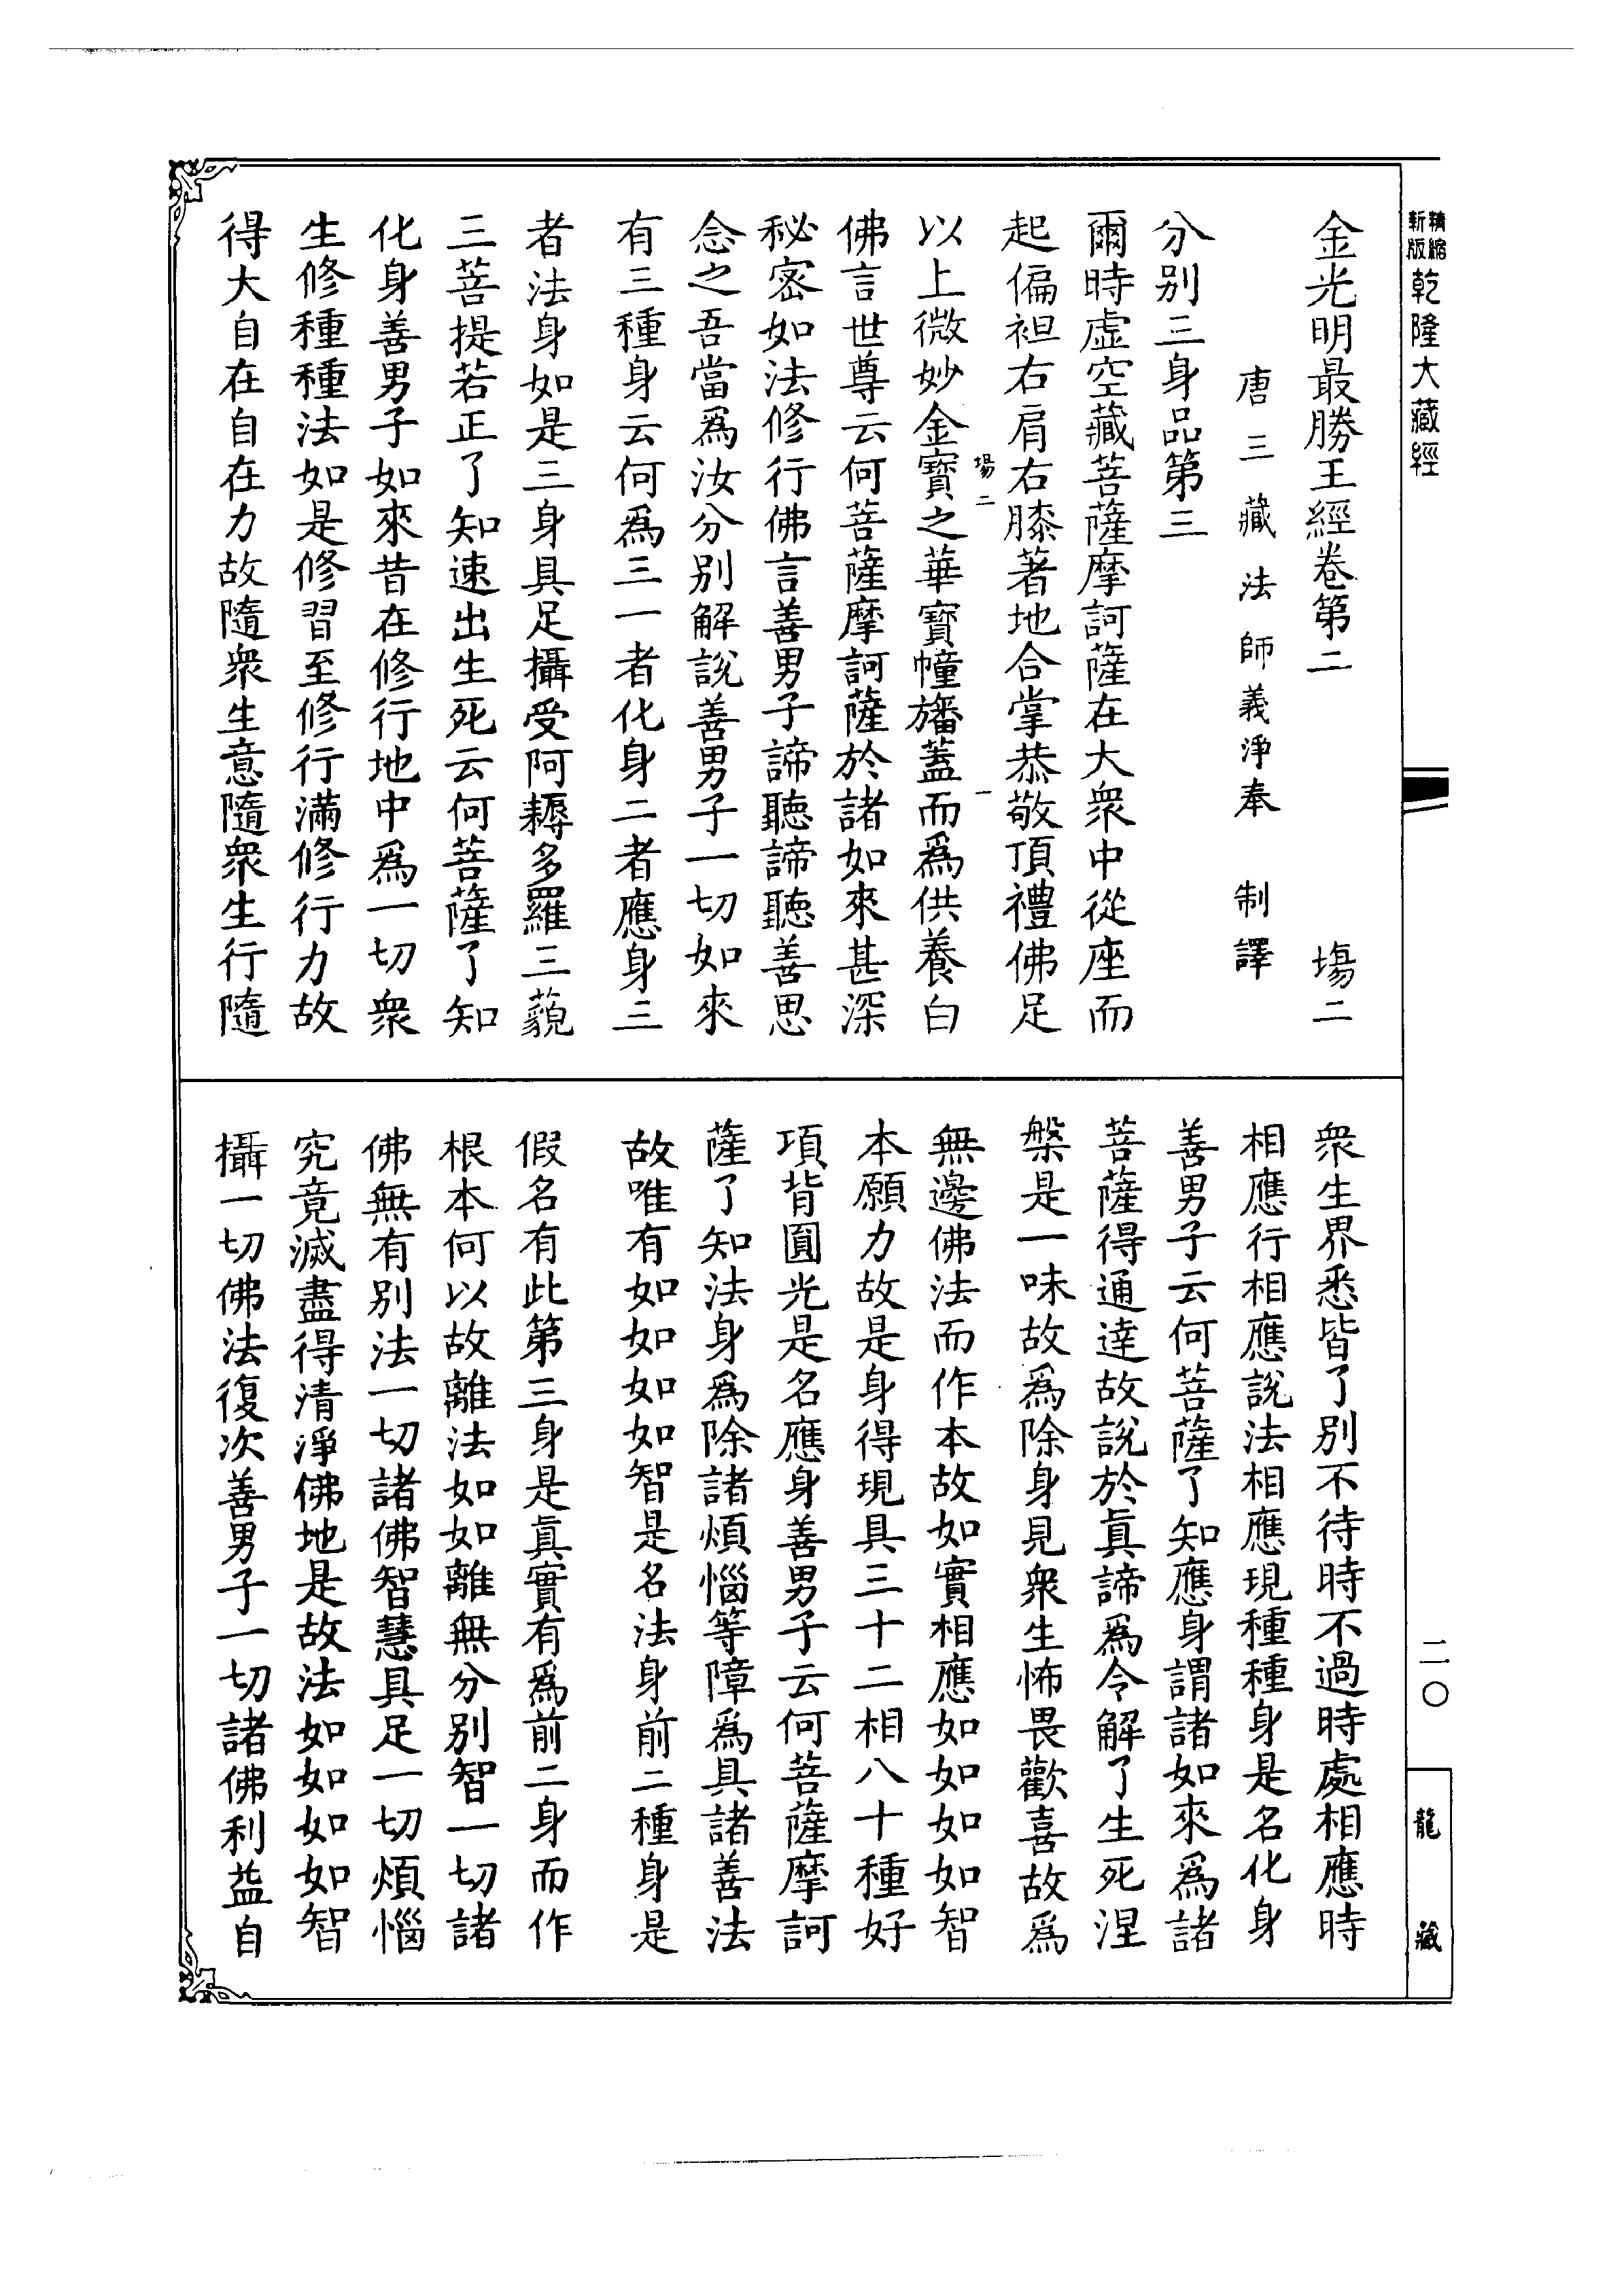 精縮
新版
乾隆大藏經
金光明最勝王經卷第二 場二
唐三藏法師義淨奉 制譯
分別三身品第三
爾時虛空藏菩薩摩訶薩在大衆中從座而
起偏袒右肩右膝著地合掌恭敬頂禮佛足
場二 一
以上微妙金寶之華寶幢旛蓋而爲供養白
佛言世尊云何菩薩摩訶薩於諸如來甚深
秘密如法修行佛言善男子諦聽諦聽善思
念之吾當爲汝分別解說善男子一切如來
有三種身云何爲三一者化身二者應身三
者法身如是三身具足攝受阿耨多羅三藐
三菩提若正了知速出生死云何菩薩了知
化身善男子如來昔在修行地中爲一切衆
生修種種法如是修習至修行滿修行力故
得大自在自在力故隨衆生意隨衆生行隨
衆生界悉皆了別不待時不過時處相應時
相應行相應說法相應現種種身是名化身
善男子云何菩薩了知應身謂諸如來爲諸
菩薩得通達故說於眞諦爲令解了生死涅
槃是一味故爲除身見衆生怖畏歡喜故爲
無邊佛法而作本故如實相應如如如如智
本願力故是身得現具三十二相八十種好
項背圓光是名應身善男子云何菩薩摩訶
薩了知法身爲除諸煩惱等障爲具諸善法
故唯有如如如如智是名法身前二種身是
假名有此第三身是眞實有爲前二身而作
根本何以故離法如如離無分別智一切諸
佛無有別法一切諸佛智慧具足一切煩惱
究竟滅盡得清淨佛地是故法如如如如智
攝一切佛法復次善男子一切諸佛利益自
二〇
龍藏